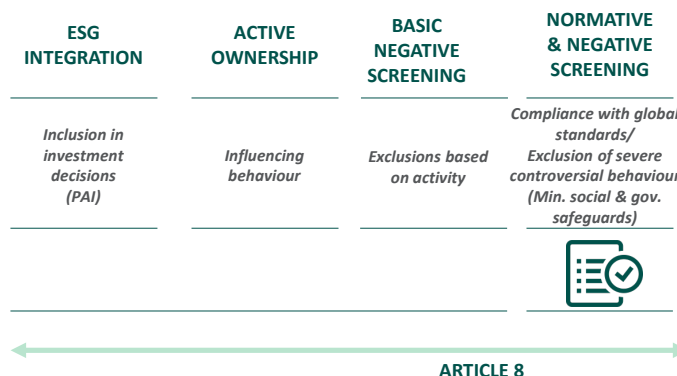 ESG
INTEGRATION
ACTIVE
OWNERSHIP
BASIC
NEGATIVE
SCREENING
NORMATIVE
& NEGATIVE
SCREENING
Inclusion in
investment
decisions
(PAI)
Influencing
behaviour
Exclusions based
on activity
Compliance with global
standards/
Exclusion of severe
controversial behaviour
(Min. social & gov.
safeguards)
ARTICLE 8